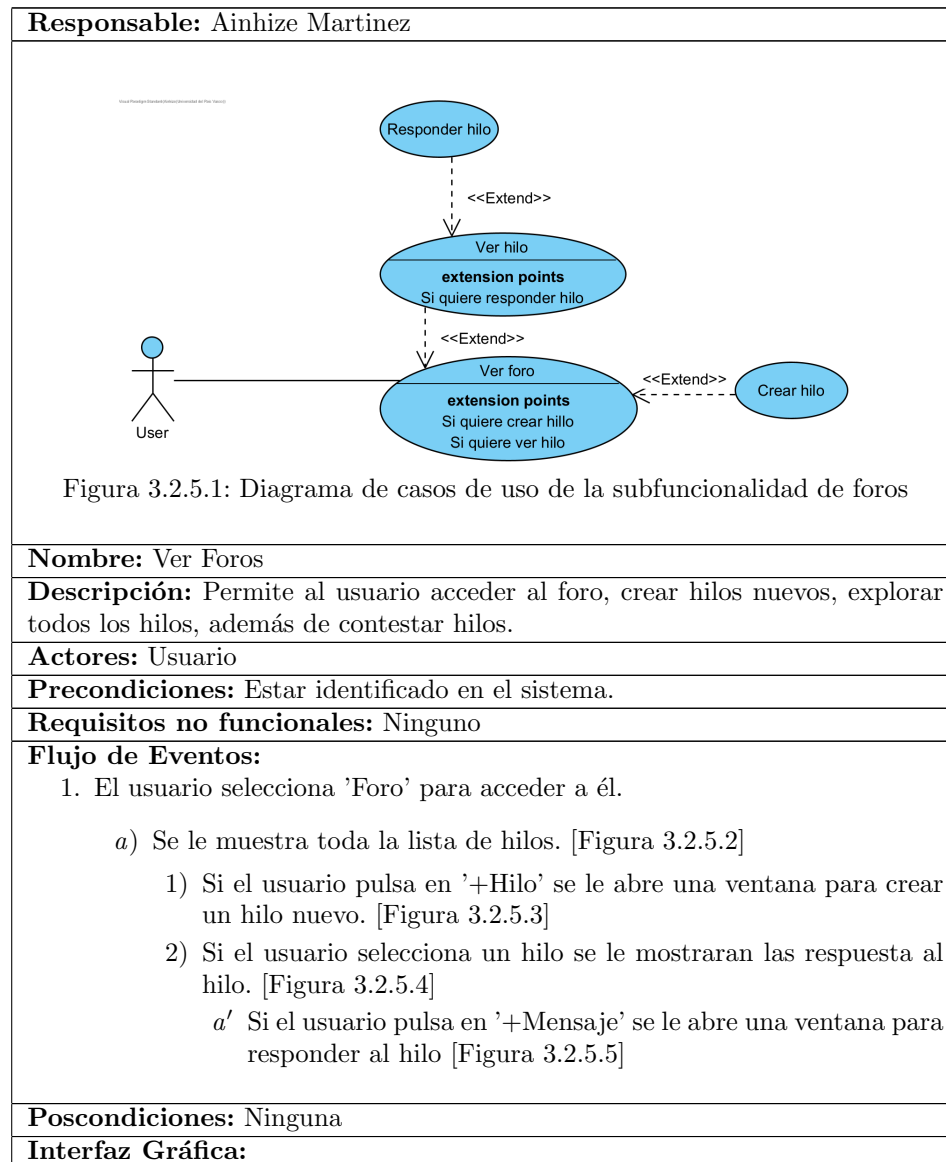 Responsable: Ainhize Martinez
Responder hilo
<<Extend>>
Ver hilo
extension points
Si quiere responder hilo
<<Extend>>
Ver foro
extension points
Si quiere crear hillo
Si quiere ver hilo
<<Extend>>
Crear hilo
User
Figura 3.2.5.1: Diagrama de casos de uso de la subfuncionalidad de foros
Nombre: Ver Foros
Descripción: Permite al usuario acceder al foro, crear hilos nuevos, explorar
todos los hilos, además de contestar hilos.
Actores: Usuario
Precondiciones: Estar identificado en el sistema.
Requisitos no funcionales: Ninguno
Flujo de Eventos:
1. El usuario selecciona 'Foro' para acceder a él.
a) Se le muestra toda la lista de hilos. [Figura 3.2.5.2]
1) Si el usuario pulsa en '+Hilo' se le abre una ventana para crear
un hilo nuevo. [Figura 3.2.5.3]
2) Si el usuario selecciona un hilo se le mostraran las respuesta al
hilo. [Figura 3.2.5.4]
a′ Si el usuario pulsa en '+Mensaje' se le abre una ventana para
responder al hilo [Figura 3.2.5.5]
Poscondiciones: Ninguna
Interfaz Gráfica: